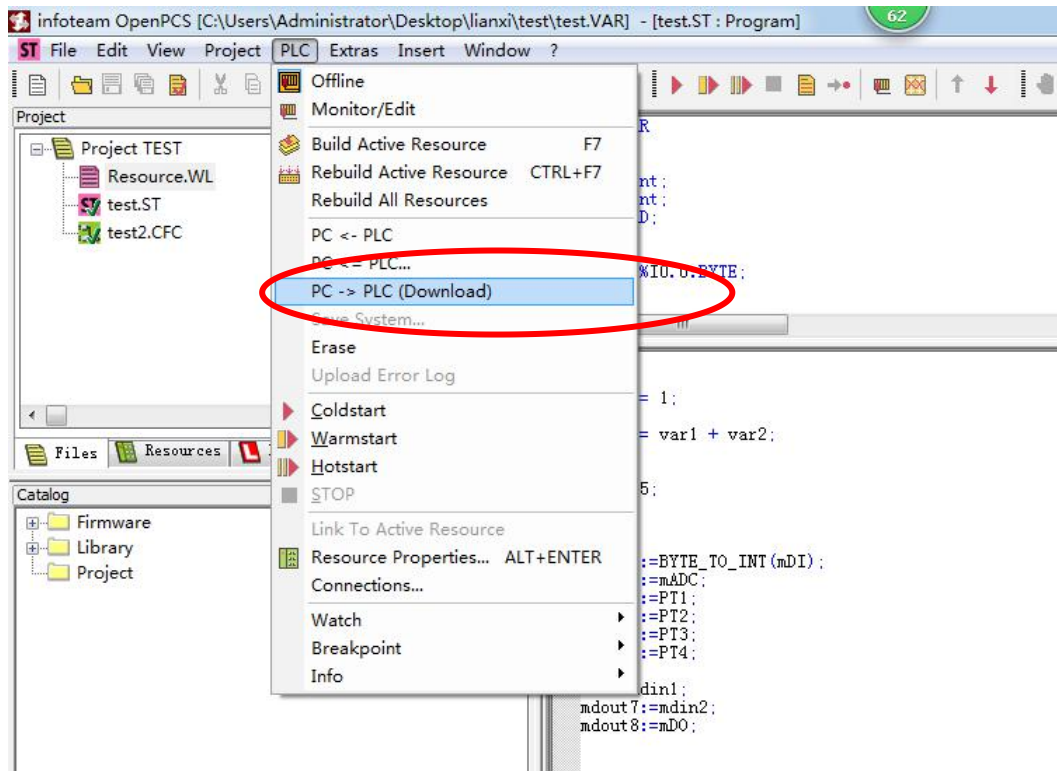 infoteam OpenPCS [C:\Users\Administrator\Desktop\lianxi\test\test.VAR] - [test.ST : Program]
62
ST File Edit View Project PLC Extras Insert Window ?
Project
Project TEST
Resource.WL
test.ST
test2.CFC
Files Resources
Catalog
Firmware
Library
Project
Offline
Monitor/Edit
Build Active Resource F7
Rebuild Active Resource CTRL+F7
Rebuild All Resources
PC <- PLC
PC <= PLC...
PC -> PLC (Download)
Save System...
Erase
Upload Error Log
Coldstart
Warmstart
Hotstart
STOP
Link To Active Resource
Resource Properties... ALT+ENTER
Connections...
Watch
Breakpoint
Info
R
nt;
nt;
D;
%I0.0:BYTE;
= 1;
= var1 + var2;
5;
:=BYTE_TO_INT(mDI);
:=mADC;
:=PT1;
:=PT2;
:=PT3;
:=PT4;
din1;
mdout7:=mdin2;
mdout8:=mDO;